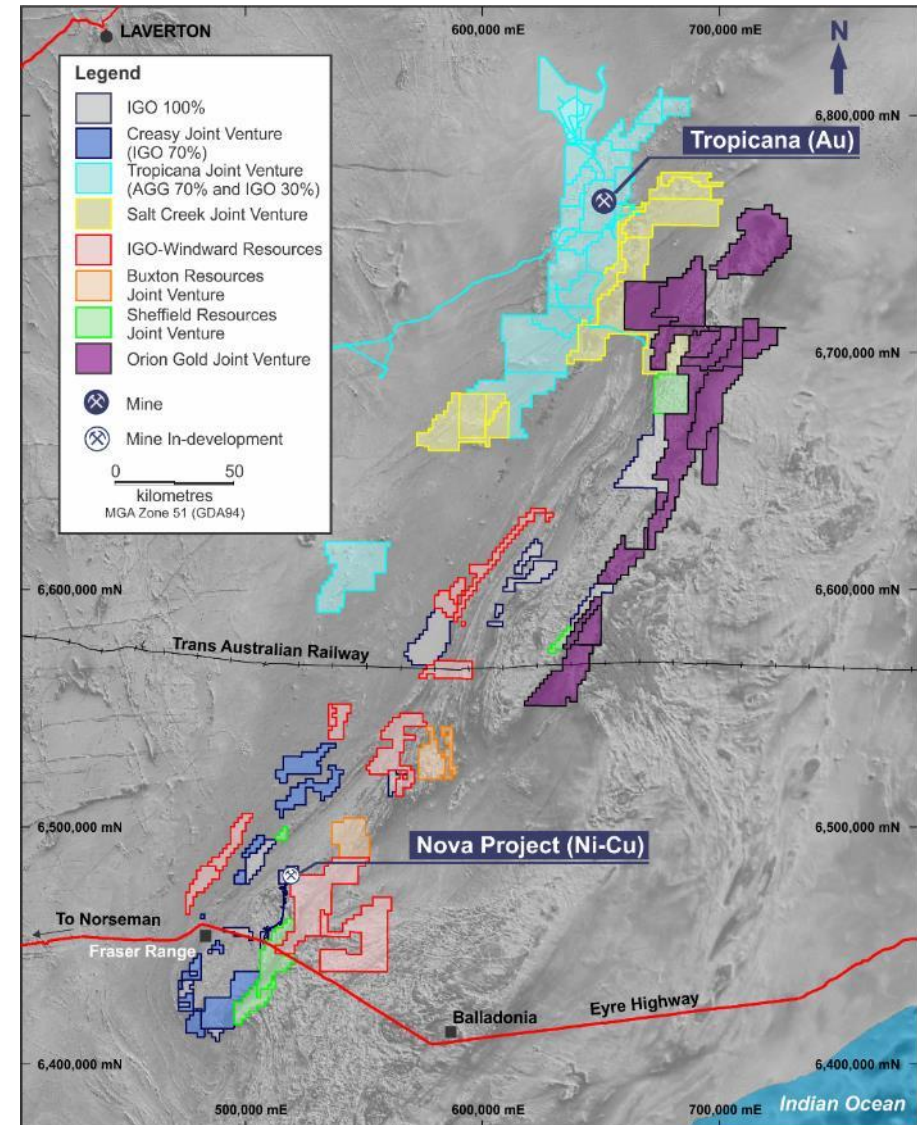 LAVERTON
600,000 mE
700,000 mE
N
Legend
IGO 100%
Creasy Joint Venture
(IGO 70%)
Tropicana Joint Venture
(AGG 70% and IGO 30%)
Salt Creek Joint Venture
IGO-Windward Resources
Buxton Resources
Joint Venture
Sheffield Resources
Joint Venture
Orion Gold Joint Venture
Mine
Mine In-development
0 50
kilometres
MGA Zone 51 (GDA94)
6,800,000 mN
Tropicana (Au)
6,700,000 mN
6,600,000 mN
6,600,000 mN
Trans Australian Railway
6,500,000 mN
6,500,000 mN
Nova Project (Ni-Cu)
To Norseman
Fraser Range
Balladonia
Eyre Highway
6,400,000 mN
6,400,000 mN
500,000 mE
600,000 mE
700,000 mE
Indian Ocean